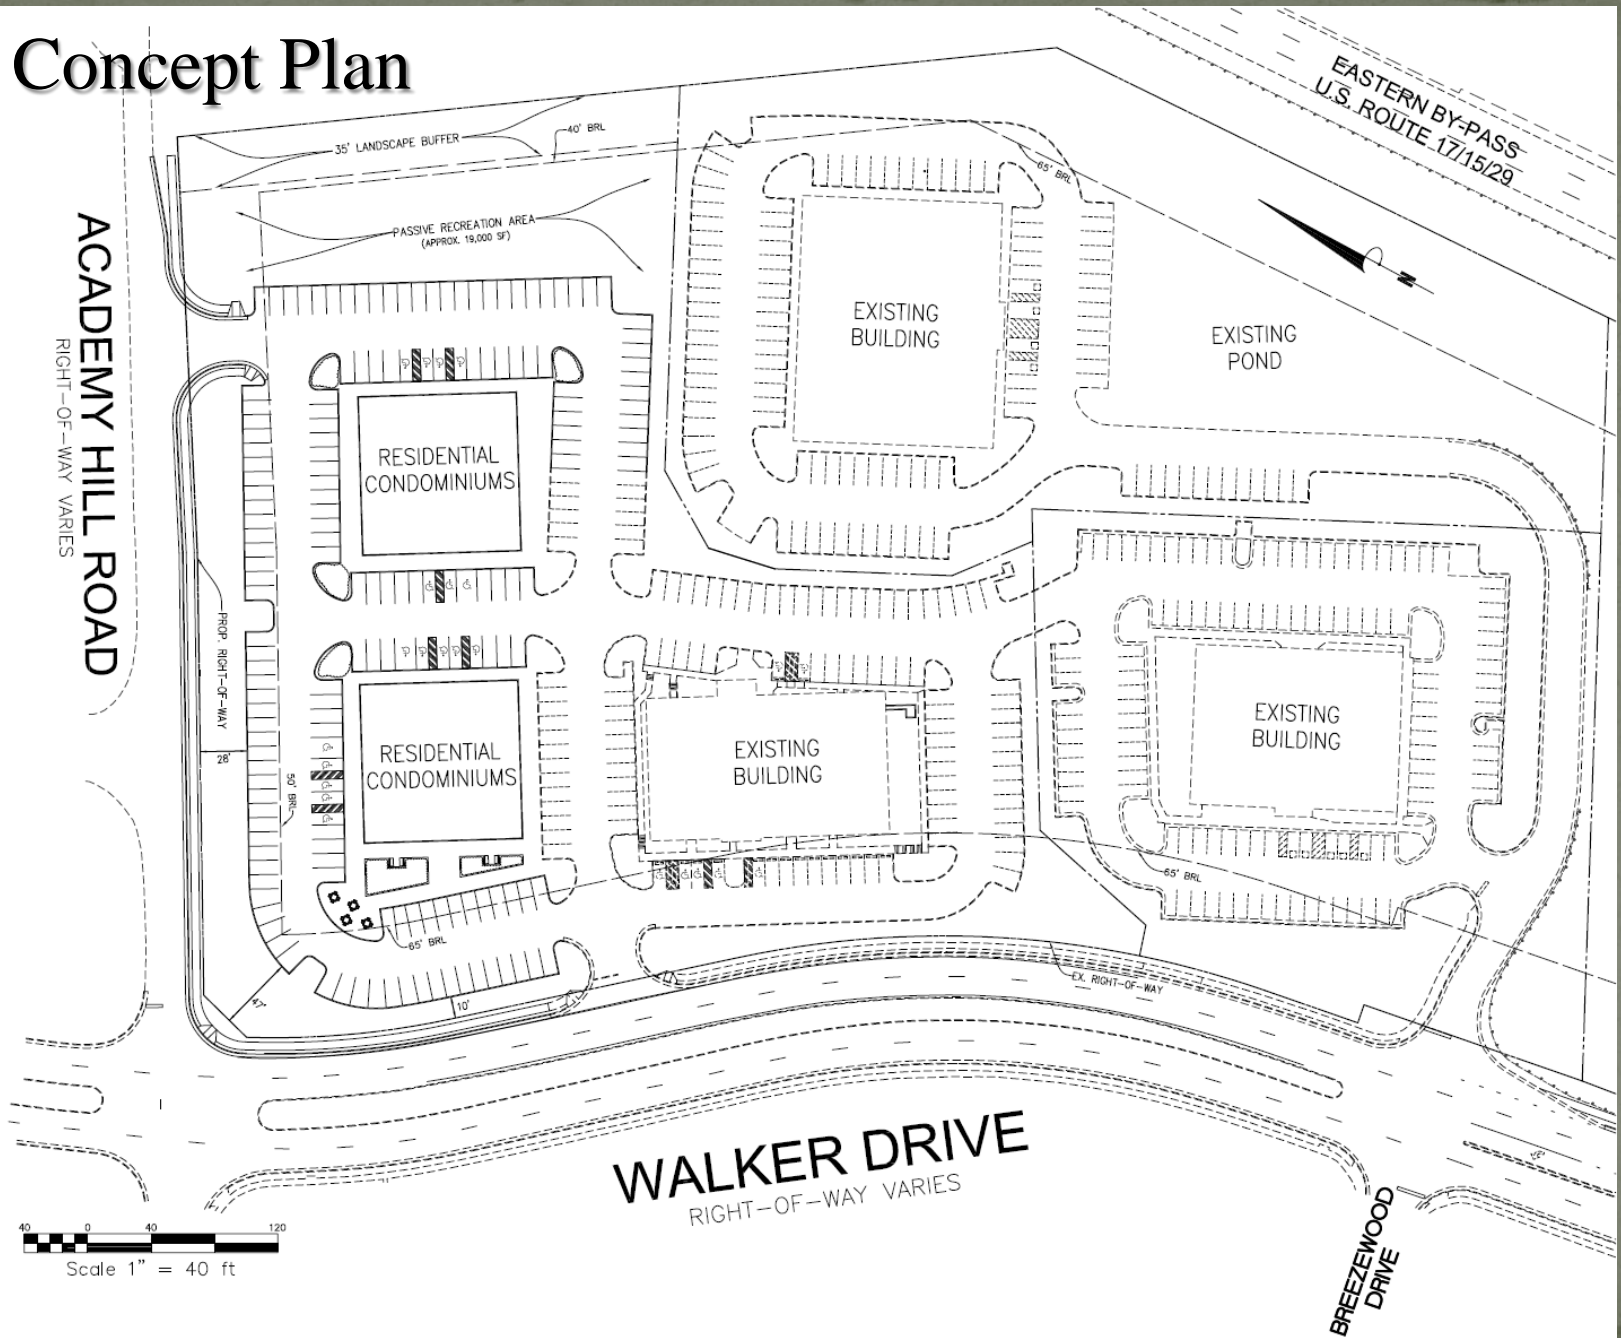 Concept Plan
EASTERN BY-PASS
U.S. ROUTE 17/15/29
35' LANDSCAPE BUFFER
40' BRL
65' BRL
PASSIVE RECREATION AREA
(APPROX. 19,000 SF)
N
ACADEMY HILL ROAD
RIGHT-OF-WAY VARIES
EXISTING
BUILDING
EXISTING
POND
RESIDENTIAL
CONDOMINIUMS
PROP. RIGHT-OF-WAY
28'
50' BRL
RESIDENTIAL
CONDOMINIUMS
EXISTING
BUILDING
EXISTING
BUILDING
65' BRL
65' BRL
EX. RIGHT-OF-WAY
47'
10'
WALKER DRIVE
RIGHT-OF-WAY VARIES
BREEZEWOOD
DRIVE
40 0 40 120
Scale 1" = 40 ft